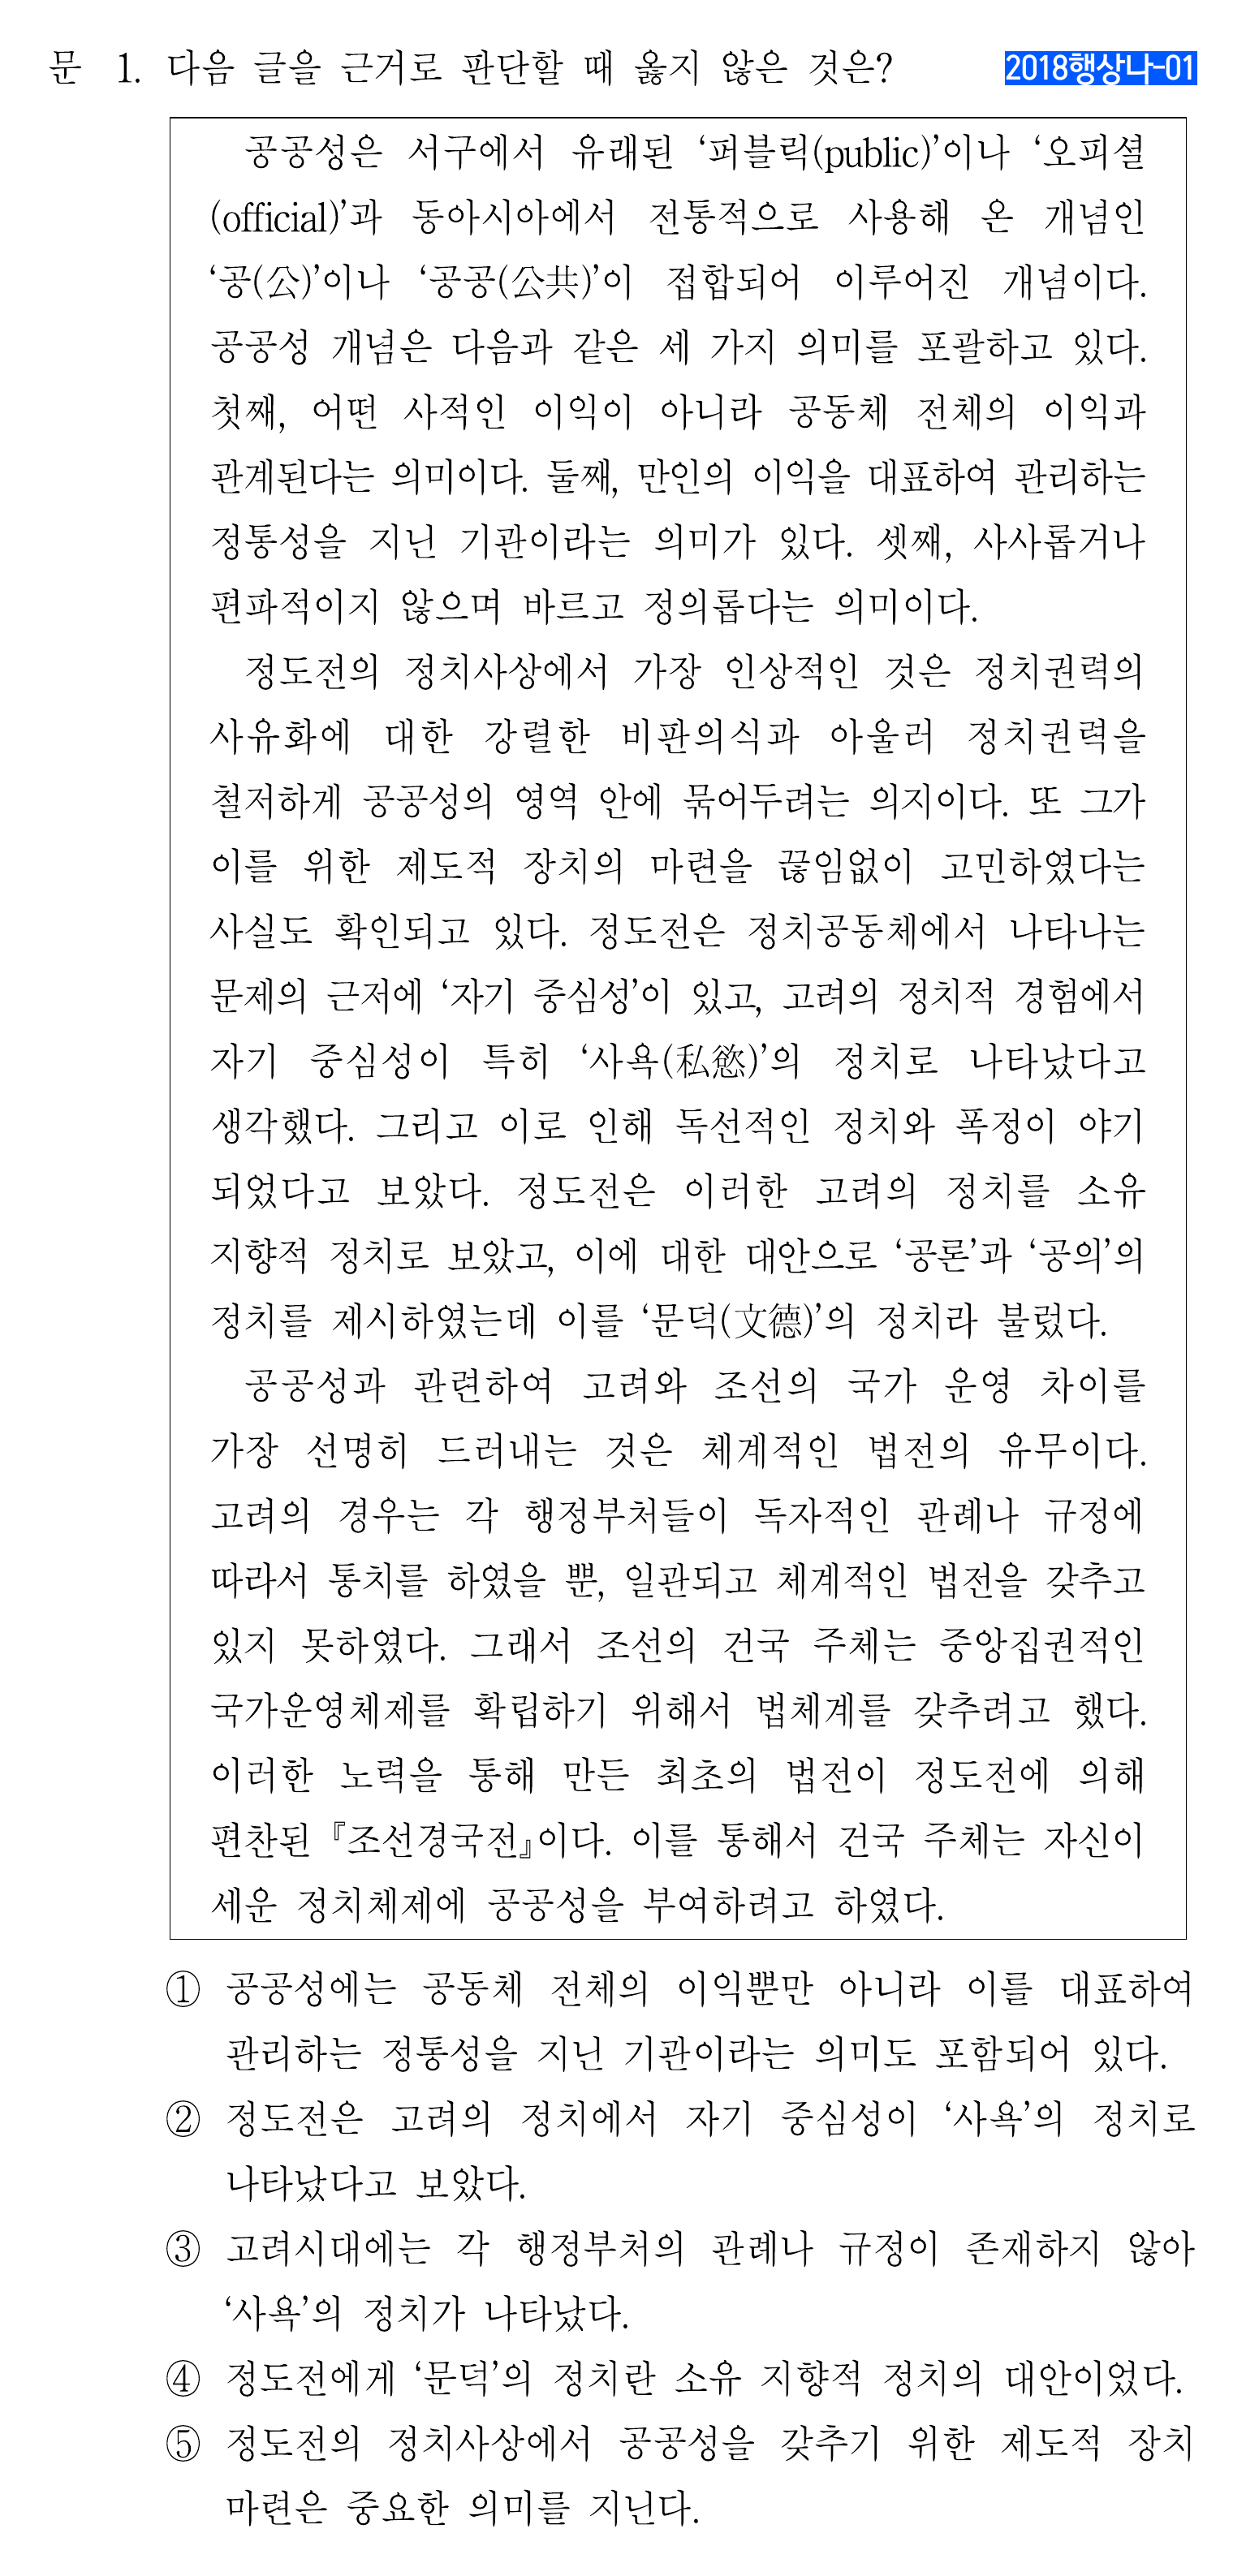 문 1. 다음 글을 근거로 판단할 때 옳지 않은 것은?
2018행상나-01
공공성은 서구에서 유래된 ‘퍼블릭(public)’이나 ‘오피셜
(official)’과 동아시아에서 전통적으로 사용해 온 개념인
‘공(公)’이나 ‘공공(公共)’이 접합되어 이루어진 개념이다.
공공성 개념은 다음과 같은 세 가지 의미를 포괄하고 있다.
첫째, 어떤 사적인 이익이 아니라 공동체 전체의 이익과
관계된다는 의미이다. 둘째, 만인의 이익을 대표하여 관리하는
정통성을 지닌 기관이라는 의미가 있다. 셋째, 사사롭거나
편파적이지 않으며 바르고 정의롭다는 의미이다.
정도전의 정치사상에서 가장 인상적인 것은 정치권력의
사유화에 대한 강렬한 비판의식과 아울러 정치권력을
철저하게 공공성의 영역 안에 묶어두려는 의지이다. 또 그가
이를 위한 제도적 장치의 마련을 끊임없이 고민하였다는
사실도 확인되고 있다. 정도전은 정치공동체에서 나타나는
문제의 근저에 ‘자기 중심성’이 있고, 고려의 정치적 경험에서
자기 중심성이 특히 ‘사욕(私慾)’의 정치로 나타났다고
생각했다. 그리고 이로 인해 독선적인 정치와 폭정이 야기
되었다고 보았다. 정도전은 이러한 고려의 정치를 소유
지향적 정치로 보았고, 이에 대한 대안으로 ‘공론’과 ‘공의’의
정치를 제시하였는데 이를 ‘문덕(文德)’의 정치라 불렀다.
공공성과 관련하여 고려와 조선의 국가 운영 차이를
가장 선명히 드러내는 것은 체계적인 법전의 유무이다.
고려의 경우는 각 행정부처들이 독자적인 관례나 규정에
따라서 통치를 하였을 뿐, 일관되고 체계적인 법전을 갖추고
있지 못하였다. 그래서 조선의 건국 주체는 중앙집권적인
국가운영체제를 확립하기 위해서 법체계를 갖추려고 했다.
이러한 노력을 통해 만든 최초의 법전이 정도전에 의해
편찬된 『조선경국전』이다. 이를 통해서 건국 주체는 자신이
세운 정치체제에 공공성을 부여하려고 하였다.
① 공공성에는 공동체 전체의 이익뿐만 아니라 이를 대표하여
관리하는 정통성을 지닌 기관이라는 의미도 포함되어 있다.
② 정도전은 고려의 정치에서 자기 중심성이 ‘사욕’의 정치로
나타났다고 보았다.
③ 고려시대에는 각 행정부처의 관례나 규정이 존재하지 않아
‘사욕’의 정치가 나타났다.
④ 정도전에게 ‘문덕’의 정치란 소유 지향적 정치의 대안이었다.
⑤ 정도전의 정치사상에서 공공성을 갖추기 위한 제도적 장치
마련은 중요한 의미를 지닌다.